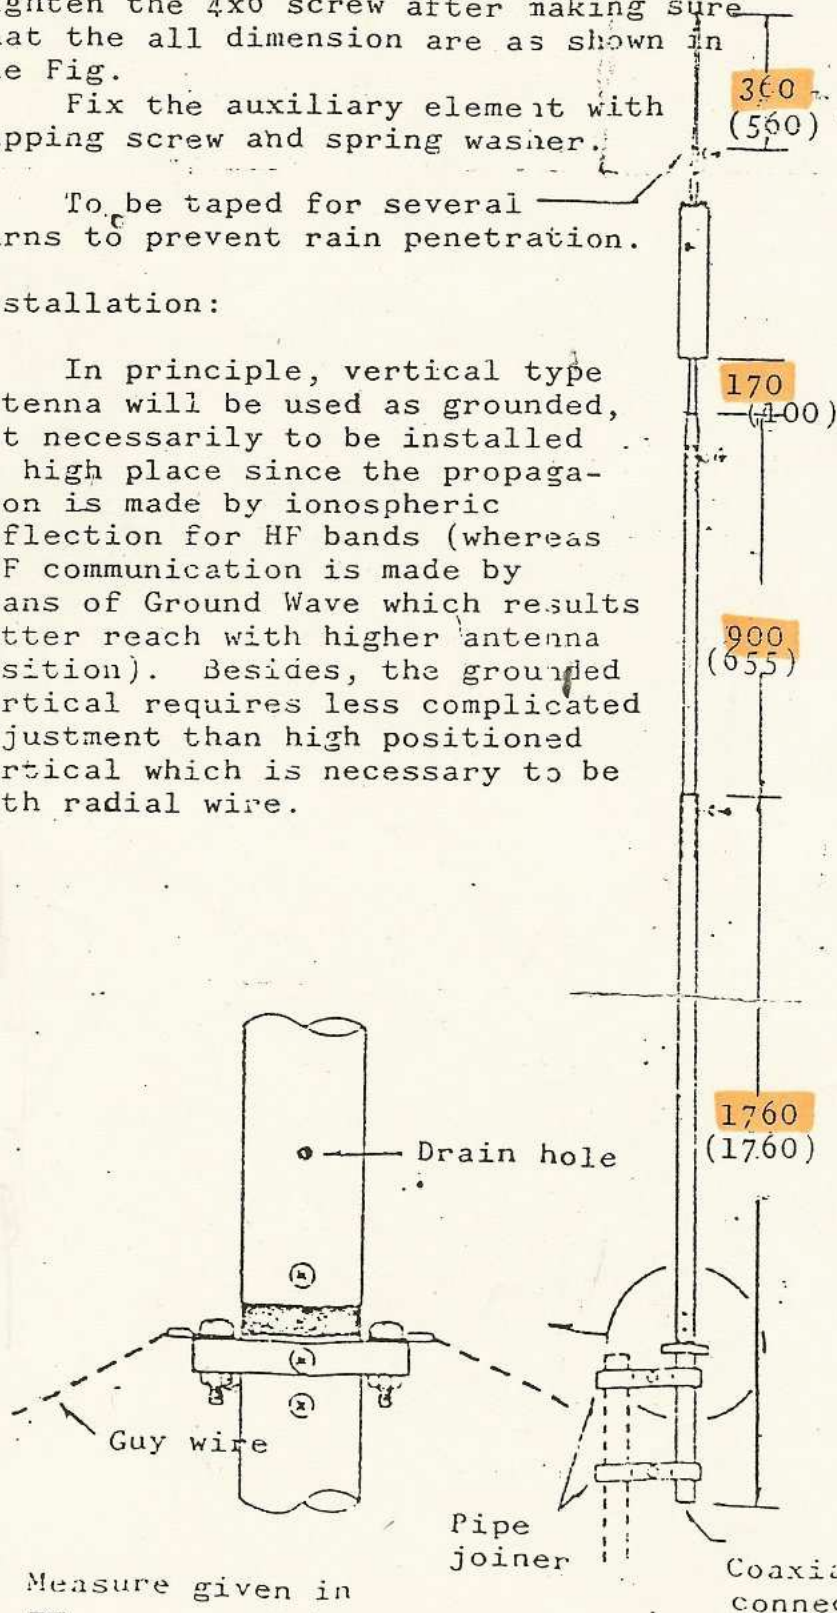 ghten the 4x6 screw after making sure
at the all dimension are as shown in
e Fig.
Fix the auxiliary element with
pping screw and spring washer.
To be taped for several
rns to prevent rain penetration.
stallation:
In principle, vertical type
tenna will be used as grounded,
t necessarily to be installed
high place since the propaga-
on is made by ionospheric
flection for HF bands (whereas
F communication is made by
ans of Ground Wave which results
tter reach with higher antenna
sition). Besides, the grounded
rtical requires less complicated
justment than high positioned
rtical which is necessary to be
th radial wire.
360
(560)
170
(400)
900
(655)
1760
(1760)
Drain hole
Guy wire
Pipe
joiner
Coaxia
connec
Measure given in